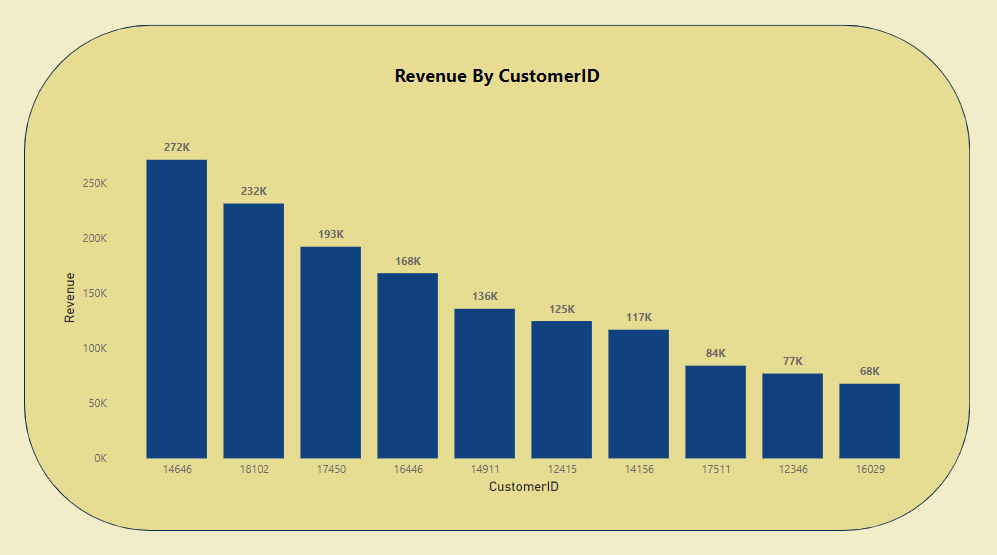 Revenue By CustomerID
272K
232K
193K
168K
136K
125K
117K
84K
77K
68K
250K
200K
150K
100K
50K
0K
Revenue
14646 18102 17450 16446 14911 12415 14156 17511 12346 16029
CustomerID